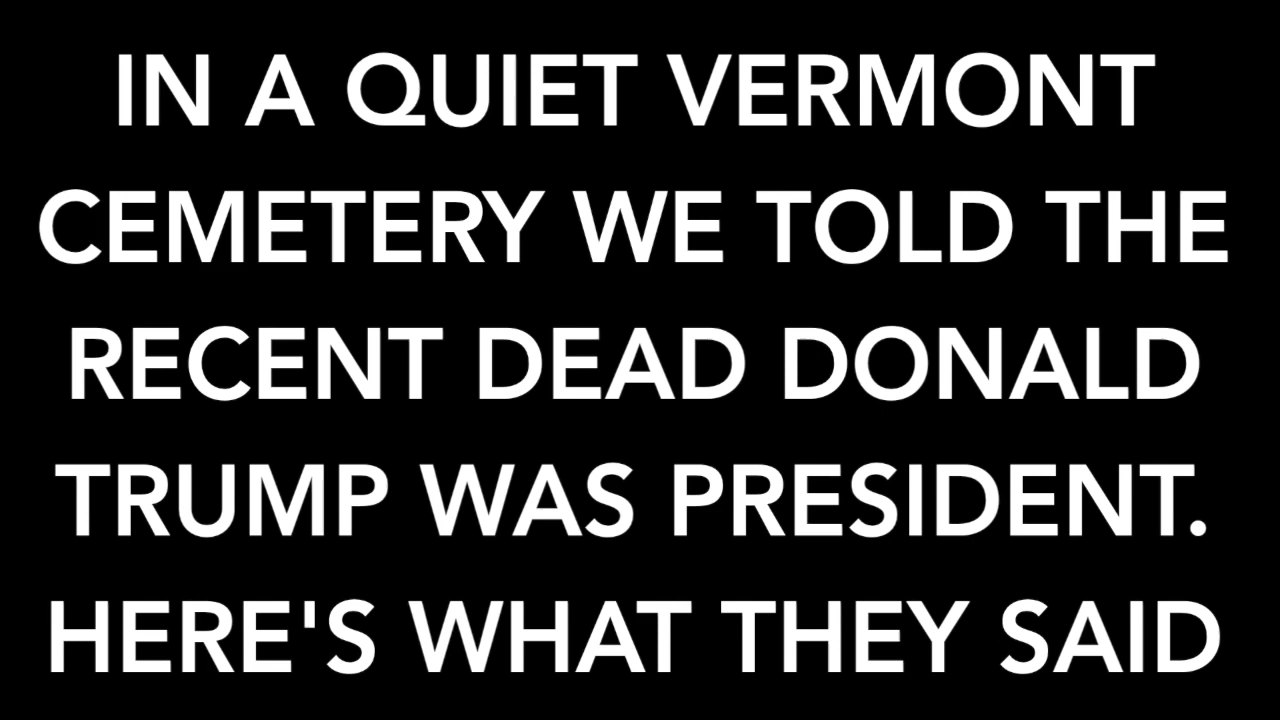 IN A QUIET VERMONT
CEMETERY WE TOLD THE
RECENT DEAD DONALD
TRUMP WAS PRESIDENT.
HERE'S WHAT THEY SAID